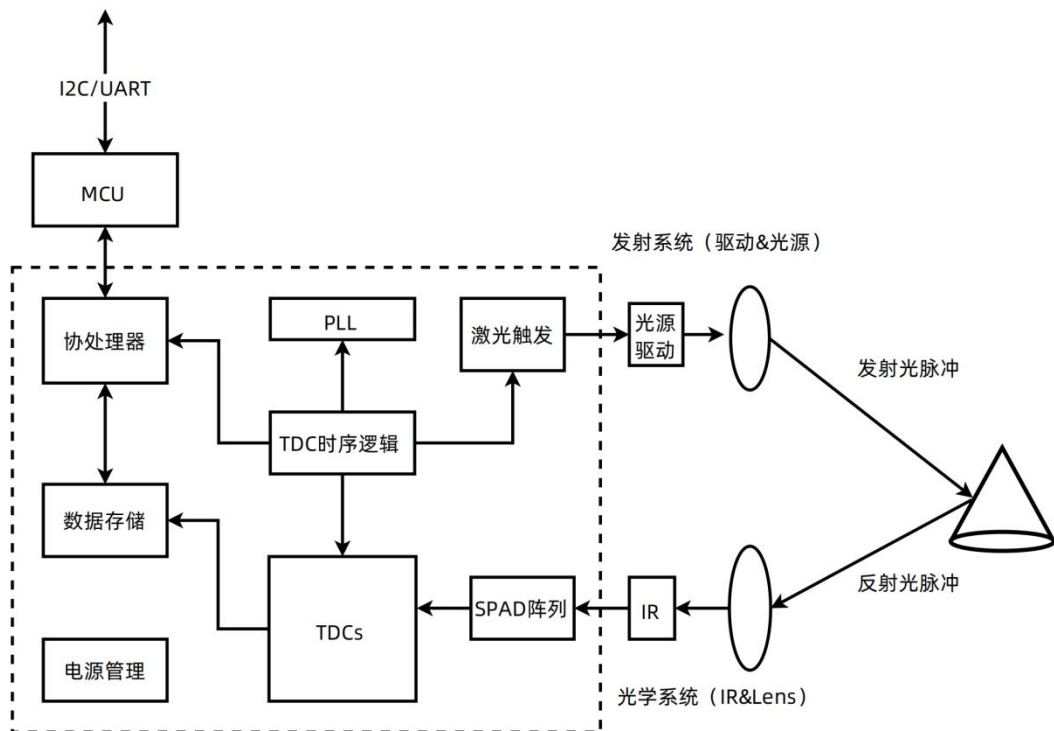 I2C/UART
MCU
发射系统（驱动&光源）
协处理器
PLL
激光触发
光源
驱动
发射光脉冲
TDC时序逻辑
数据存储
反射光脉冲
TDCs
SPAD阵列
IR
电源管理
光学系统（IR&Lens）